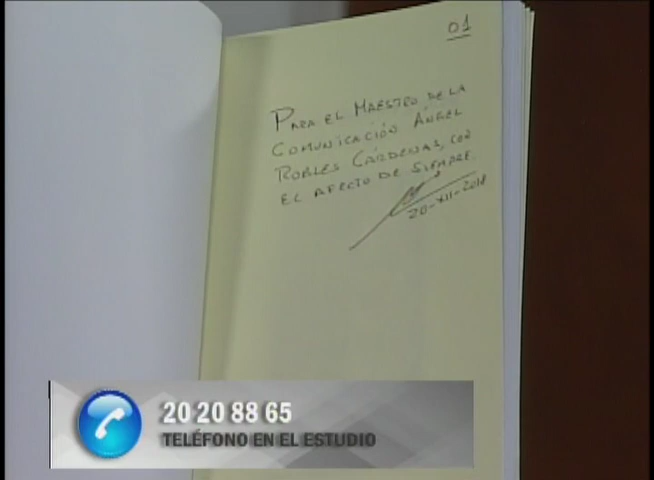 01
PARA EL MAESTRO DE LA
COMUNICACIÓN ÁNGEL
ROBLES CÁRDENAS, CON
EL AFECTO DE SIEMPRE.
20-XII-2018
20 20 88 65
TELÉFONO EN EL ESTUDIO